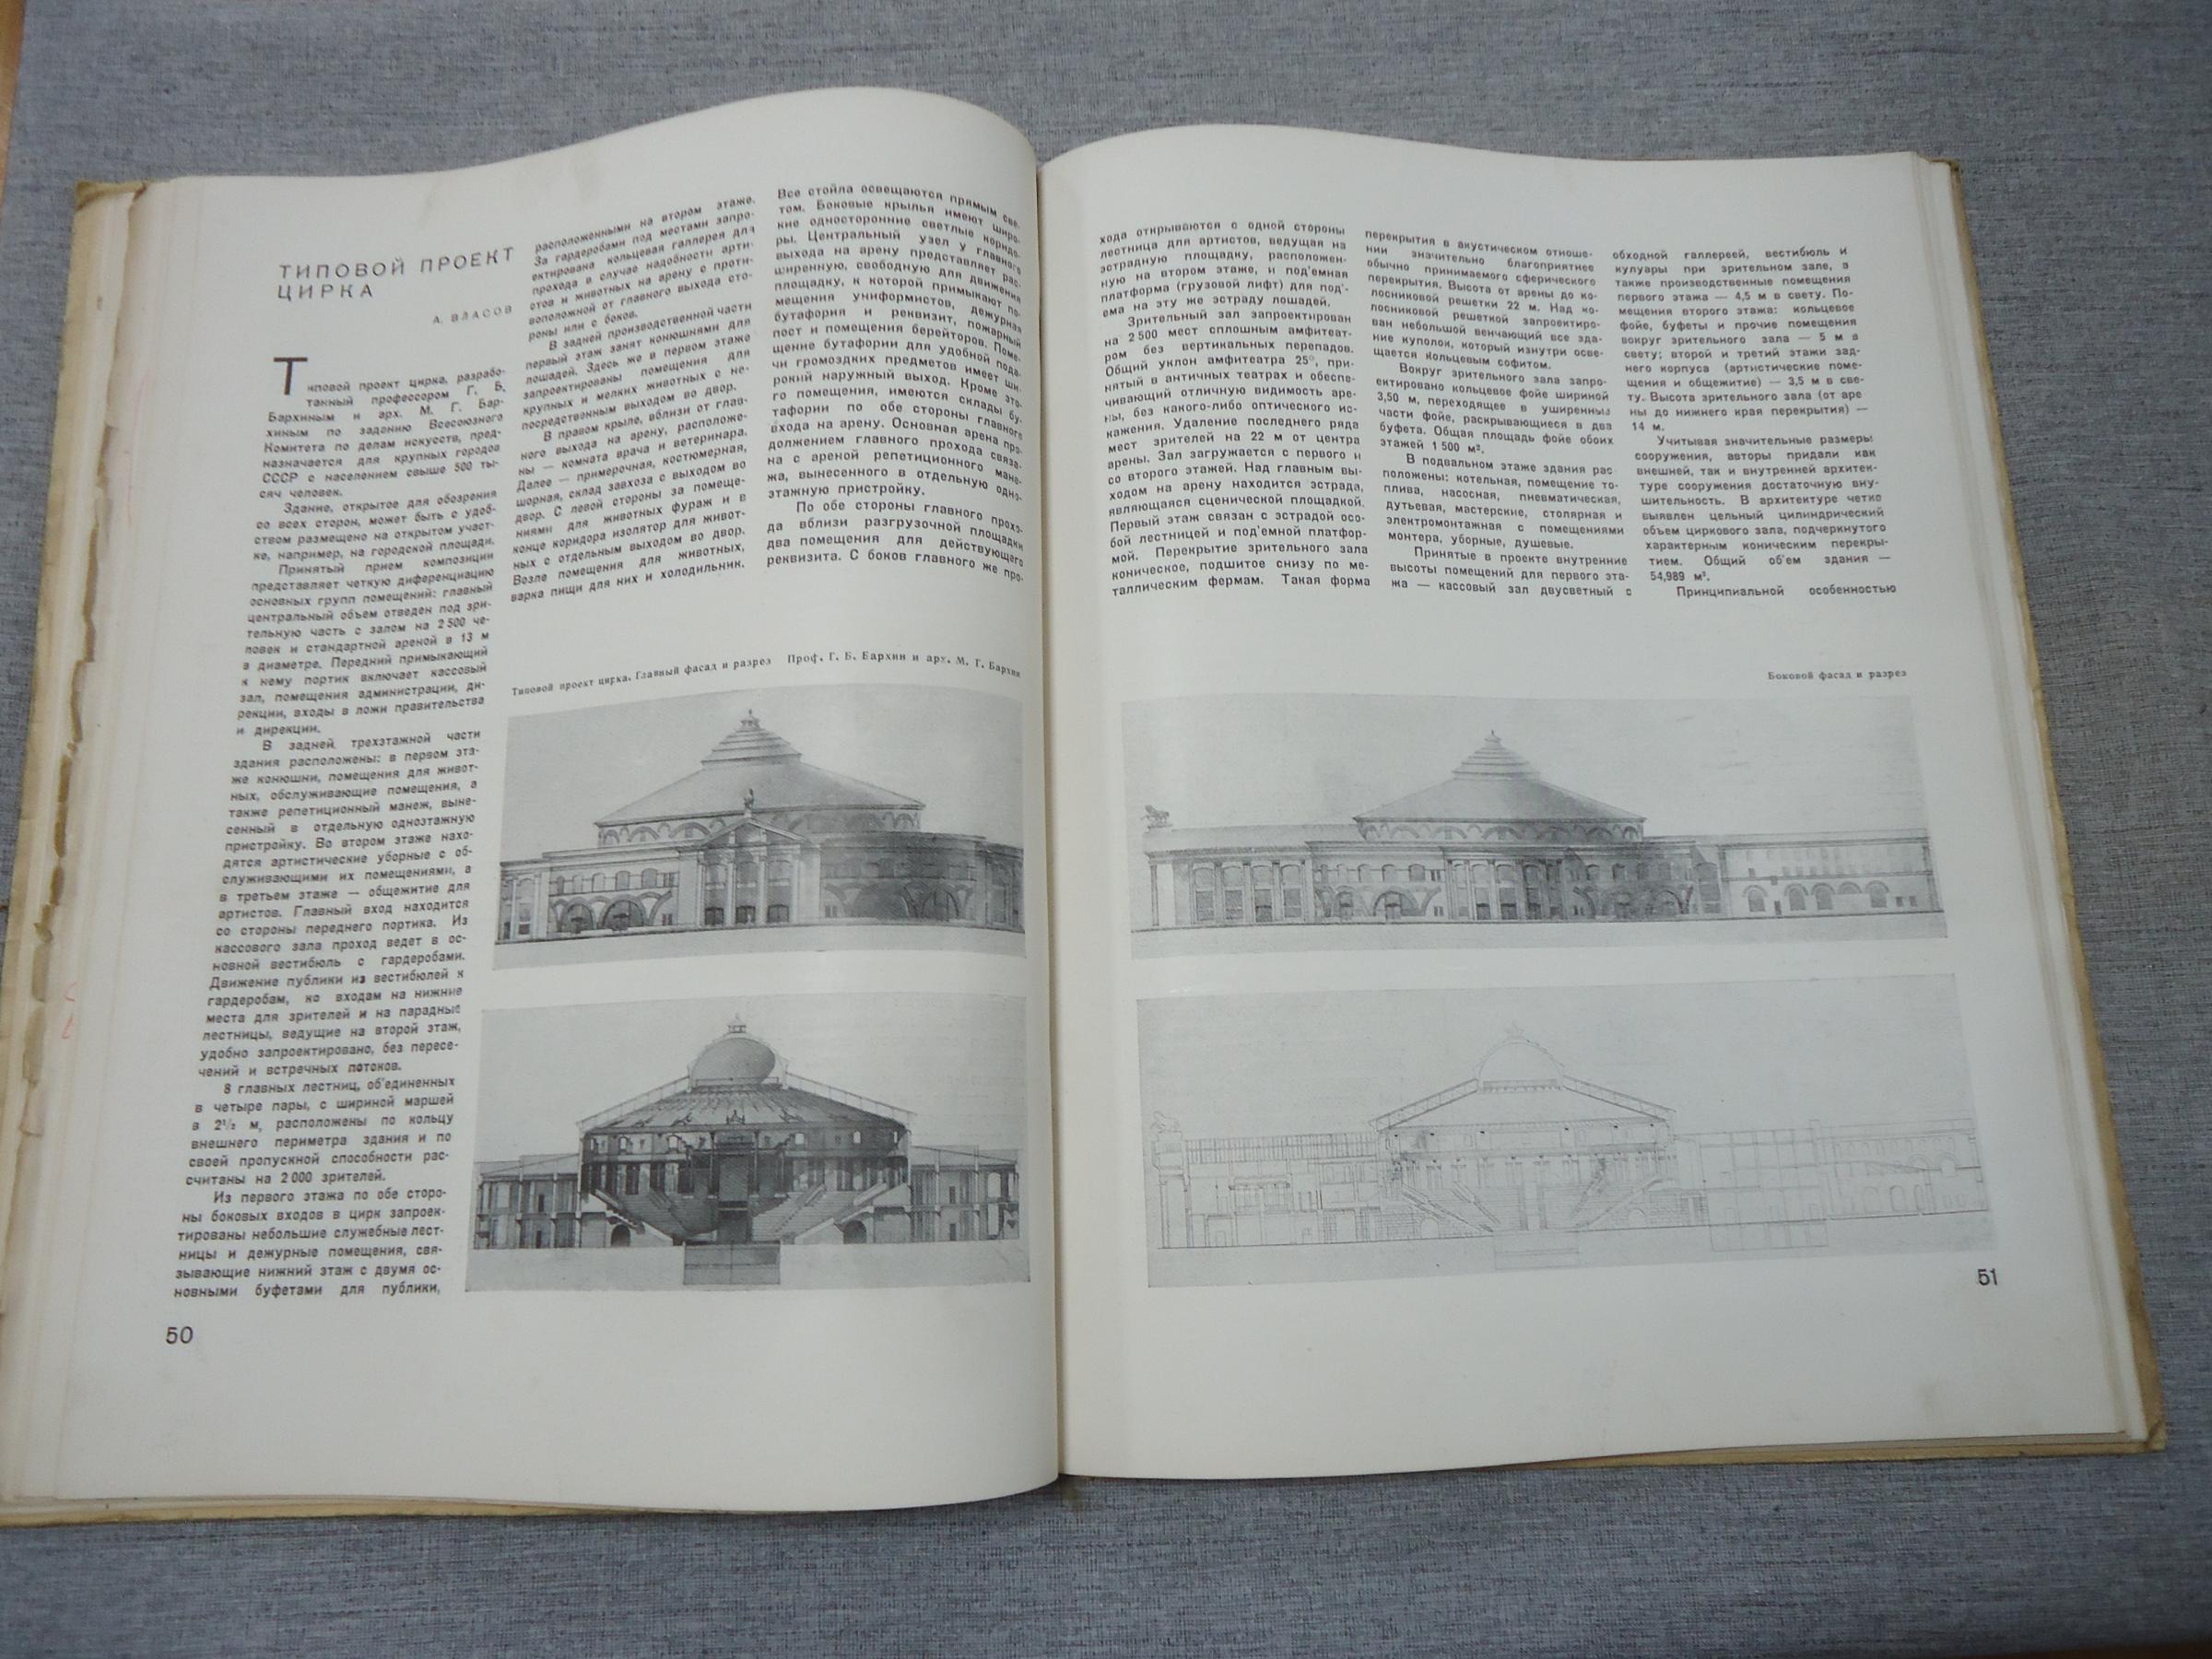 ТИПОВОЙ ПРОЕКТ
ЦИРКА
А. ВЛАСОВ
Типовой проект цирка, разрабо-
танный профессором Г. Б.
Бархиным и арх. М. Г. Бар-
хиным по заданию Всесоюзного
Комитета по делам искусств, пред-
назначается для крупных городов
СССР с населением свыше 500 ты-
сяч человек.
Здание, открытое для обозрения
со всех сторон, может быть с удоб-
ством размещено на открытом участ-
ке, например, на городской площади.
Принятый прием композиции
представляет четкую диференциацию
основных групп помещений: главный
центральный объем отведен под зри-
тельную часть с залом на 2 500 че-
ловек и стандартной ареной в 13 м
в диаметре. Передний примыкающий
к нему портик включает кассовый
зал, помещения администрации, ди-
рекции, входы в ложи правительства
и дирекции.
В задней трехэтажной части
здания расположены: в первом эта-
же конюшни, помещения для живот-
ных, обслуживающие помещения, а
также репетиционный манеж, выне-
сенный в отдельную одноэтажную
пристройку. Во втором этаже нахо-
дятся артистические уборные с об-
служивающими их помещениями, а
в третьем этаже — общежитие для
артистов. Главный вход находится
со стороны переднего портика. Из
кассового зала проход ведет в ос-
новной вестибюль с гардеробами.
Движение публики из вестибюлей к
гардеробам, ко входам на нижние
места для зрителей и на парадные
лестницы, ведущие на второй этаж,
удобно запроектировано, без пересе-
чений и встречных потоков.
8 главных лестниц, об'единенных
в четыре пары, с шириной маршей
в 2½ м, расположены по кольцу
внешнего периметра здания и по
своей пропускной способности рас-
считаны на 2 000 зрителей.
Из первого этажа по обе сторо-
ны боковых входов в цирк запроек-
тированы небольшие служебные лест-
ницы и дежурные помещения, свя-
зывающие нижний этаж с двумя ос-
новными буфетами для публики,
расположенными на втором этаже.
За гардеробами под местами запро-
ектирована кольцевая галлерея для
прохода в случае надобности арти-
стов и животных на арену с проти-
воположной от главного выхода сто-
роны или с боков.
В задней производственной части
первый этаж занят конюшнями для
лошадей. Здесь же в первом этаже
запроектированы помещения для
крупных и мелких животных с не-
посредственным выходом во двор.
В правом крыле, вблизи от глав-
ного выхода на арену, расположе-
ны — комната врача и ветеринара.
Далее — примерочная, костюмерная,
шорная, склад завхоза с выходом во
двор. С левой стороны за помеще-
ниями для животных фураж и в
конце коридора изолятор для живот-
ных с отдельным выходом во двор.
Возле помещения для животных,
варка пищи для них и холодильник.
Все стойла освещаются прямым све-
том. Боковые крылья имеют широ-
кие односторонние светлые коридо-
ры. Центральный узел у главного
выхода на арену представляет рас-
ширенную, свободную для движения
площадку, к которой примыкают по-
мещения униформистов, дежурная
бутафория и реквизит, пожарный
пост и помещения берейторов. Поме-
щение бутафории для удобной пода-
чи громоздких предметов имеет ши-
рокий наружный выход. Кроме это-
го помещения, имеются склады бу-
тафории по обе стороны главного
входа на арену. Основная арена про-
должением главного прохода связа-
на с ареной репетиционного мане-
жа, вынесенного в отдельную одно-
этажную пристройку.
По обе стороны главного прохо-
да вблизи разгрузочной площадки
два помещения для действующего
реквизита. С боков главного же про-
Типовой проект цирка. Главный фасад и разрез Проф. Г. Б. Бархин и арх. М. Г. Бархин
50
хода открываются с одной стороны
лестница для артистов, ведущая на
эстрадную площадку, расположен-
ную на втором этаже, и под'емная
платформа (грузовой лифт) для под'-
ема на эту же эстраду лошадей.
Зрительный зал запроектирован
на 2 500 мест сплошным амфитеат-
ром без вертикальных перепадов.
Общий уклон амфитеатра 25°, при-
нятый в античных театрах и обеспе-
чивающий отличную видимость аре-
ны, без какого-либо оптического ис-
кажения. Удаление последнего ряда
мест зрителей на 22 м от центра
арены. Зал загружается с первого и
со второго этажей. Над главным вы-
ходом на арену находится эстрада,
являющаяся сценической площадкой.
Первый этаж связан с эстрадой осо-
бой лестницей и под'емной платфор-
мой. Перекрытие зрительного зала
коническое, подшитое снизу по ме-
таллическим фермам. Такая форма
перекрытия в акустическом отноше-
нии значительно благоприятнее
обычно принимаемого сферического
перекрытия. Высота от арены до ко-
лосниковой решетки 22 м. Над ко-
лосниковой решеткой запроектиро-
ван небольшой венчающий все зда-
ние куполок, который изнутри осве-
щается кольцевым софитом.
Вокруг зрительного зала запро-
ектировано кольцевое фойе шириной
3,50 м, переходящее в уширенные
части фойе, раскрывающиеся в два
буфета. Общая площадь фойе обоих
этажей 1 500 м².
В подвальном этаже здания рас
положены: котельная, помещение то-
плива, насосная, пневматическая,
дутьевая, мастерские, столярная и
электромонтажная с помещениями
монтера, уборные, душевые.
Принятые в проекте внутренние
высоты помещений для первого эта-
жа — кассовый зал двусветный с
обходной галлереей, вестибюль и
кулуары при зрительном зале, а
также производственные помещения
первого этажа — 4,5 м в свету. По-
мещения второго этажа: кольцевое
фойе, буфеты и прочие помещения
вокруг зрительного зала — 5 м в
свету; второй и третий этажи зад-
него корпуса (артистические поме-
щения и общежитие) — 3,5 м в све-
ту. Высота зрительного зала (от аре
ны до нижнего края перекрытия) —
14 м.
Учитывая значительные размеры
сооружения, авторы придали как
внешней, так и внутренней архитек-
туре сооружения достаточную вну-
шительность. В архитектуре четко
выявлен цельный цилиндрический
объем циркового зала, подчеркнутого
характерным коническим перекры-
тием. Общий об'ем здания —
54,989 м³.
Принципиальной особенностью
Боковой фасад и разрез
51